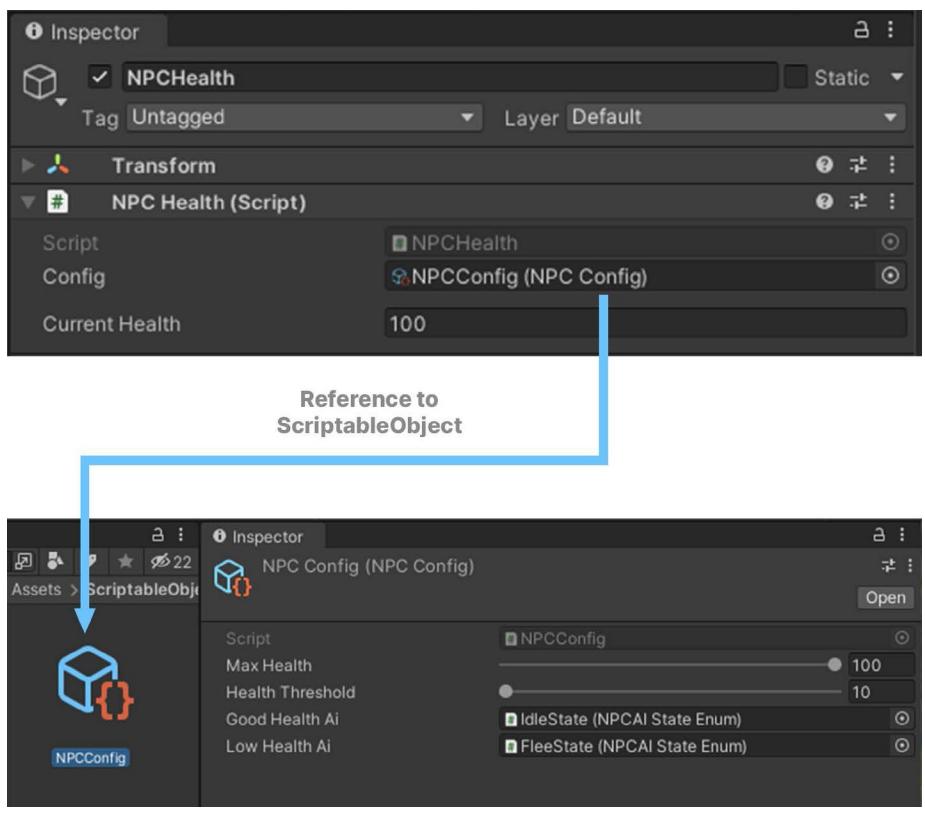 Inspector
NPCHealth
Static
Tag Untagged Layer Default
Transform
NPC Health (Script)
Script NPCHealth
Config NPCConfig (NPC Config)
Current Health 100
Reference to
ScriptableObject
22
Assets > ScriptableObje
NPCConfig
Inspector
NPC Config (NPC Config)
Open
Script NPCConfig
Max Health 100
Health Threshold 10
Good Health Ai IdleState (NPCAI State Enum)
Low Health Ai FleeState (NPCAI State Enum)